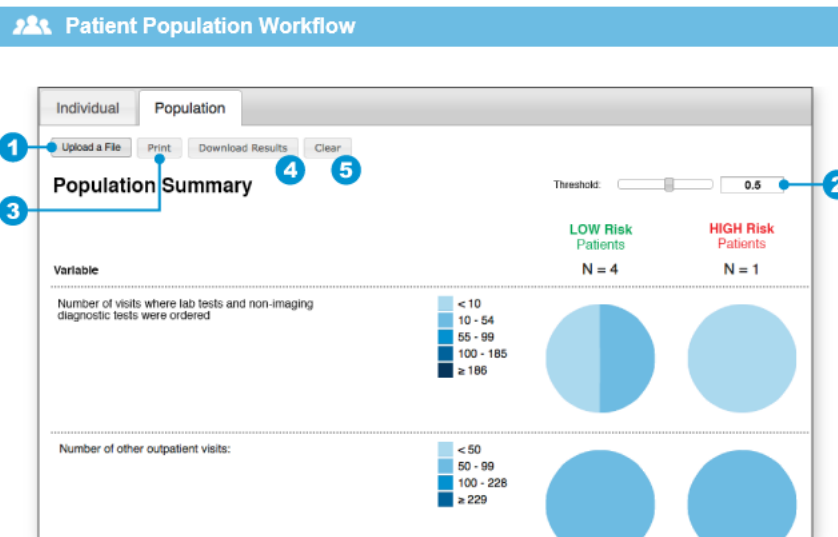 Patient Population Workflow
Individual
Population
1
Upload a File
Print
Download Results
Clear
4
5
Population Summary
Threshold:
0.5
2
3
LOW Risk
Patients
HIGH Risk
Patients
Variable
N = 4
N = 1
Number of visits where lab tests and non-imaging
diagnostic tests were ordered
< 10
10 - 54
55 - 99
100 - 185
≥ 186
Number of other outpatient visits:
< 50
50 - 99
100 - 228
≥ 229